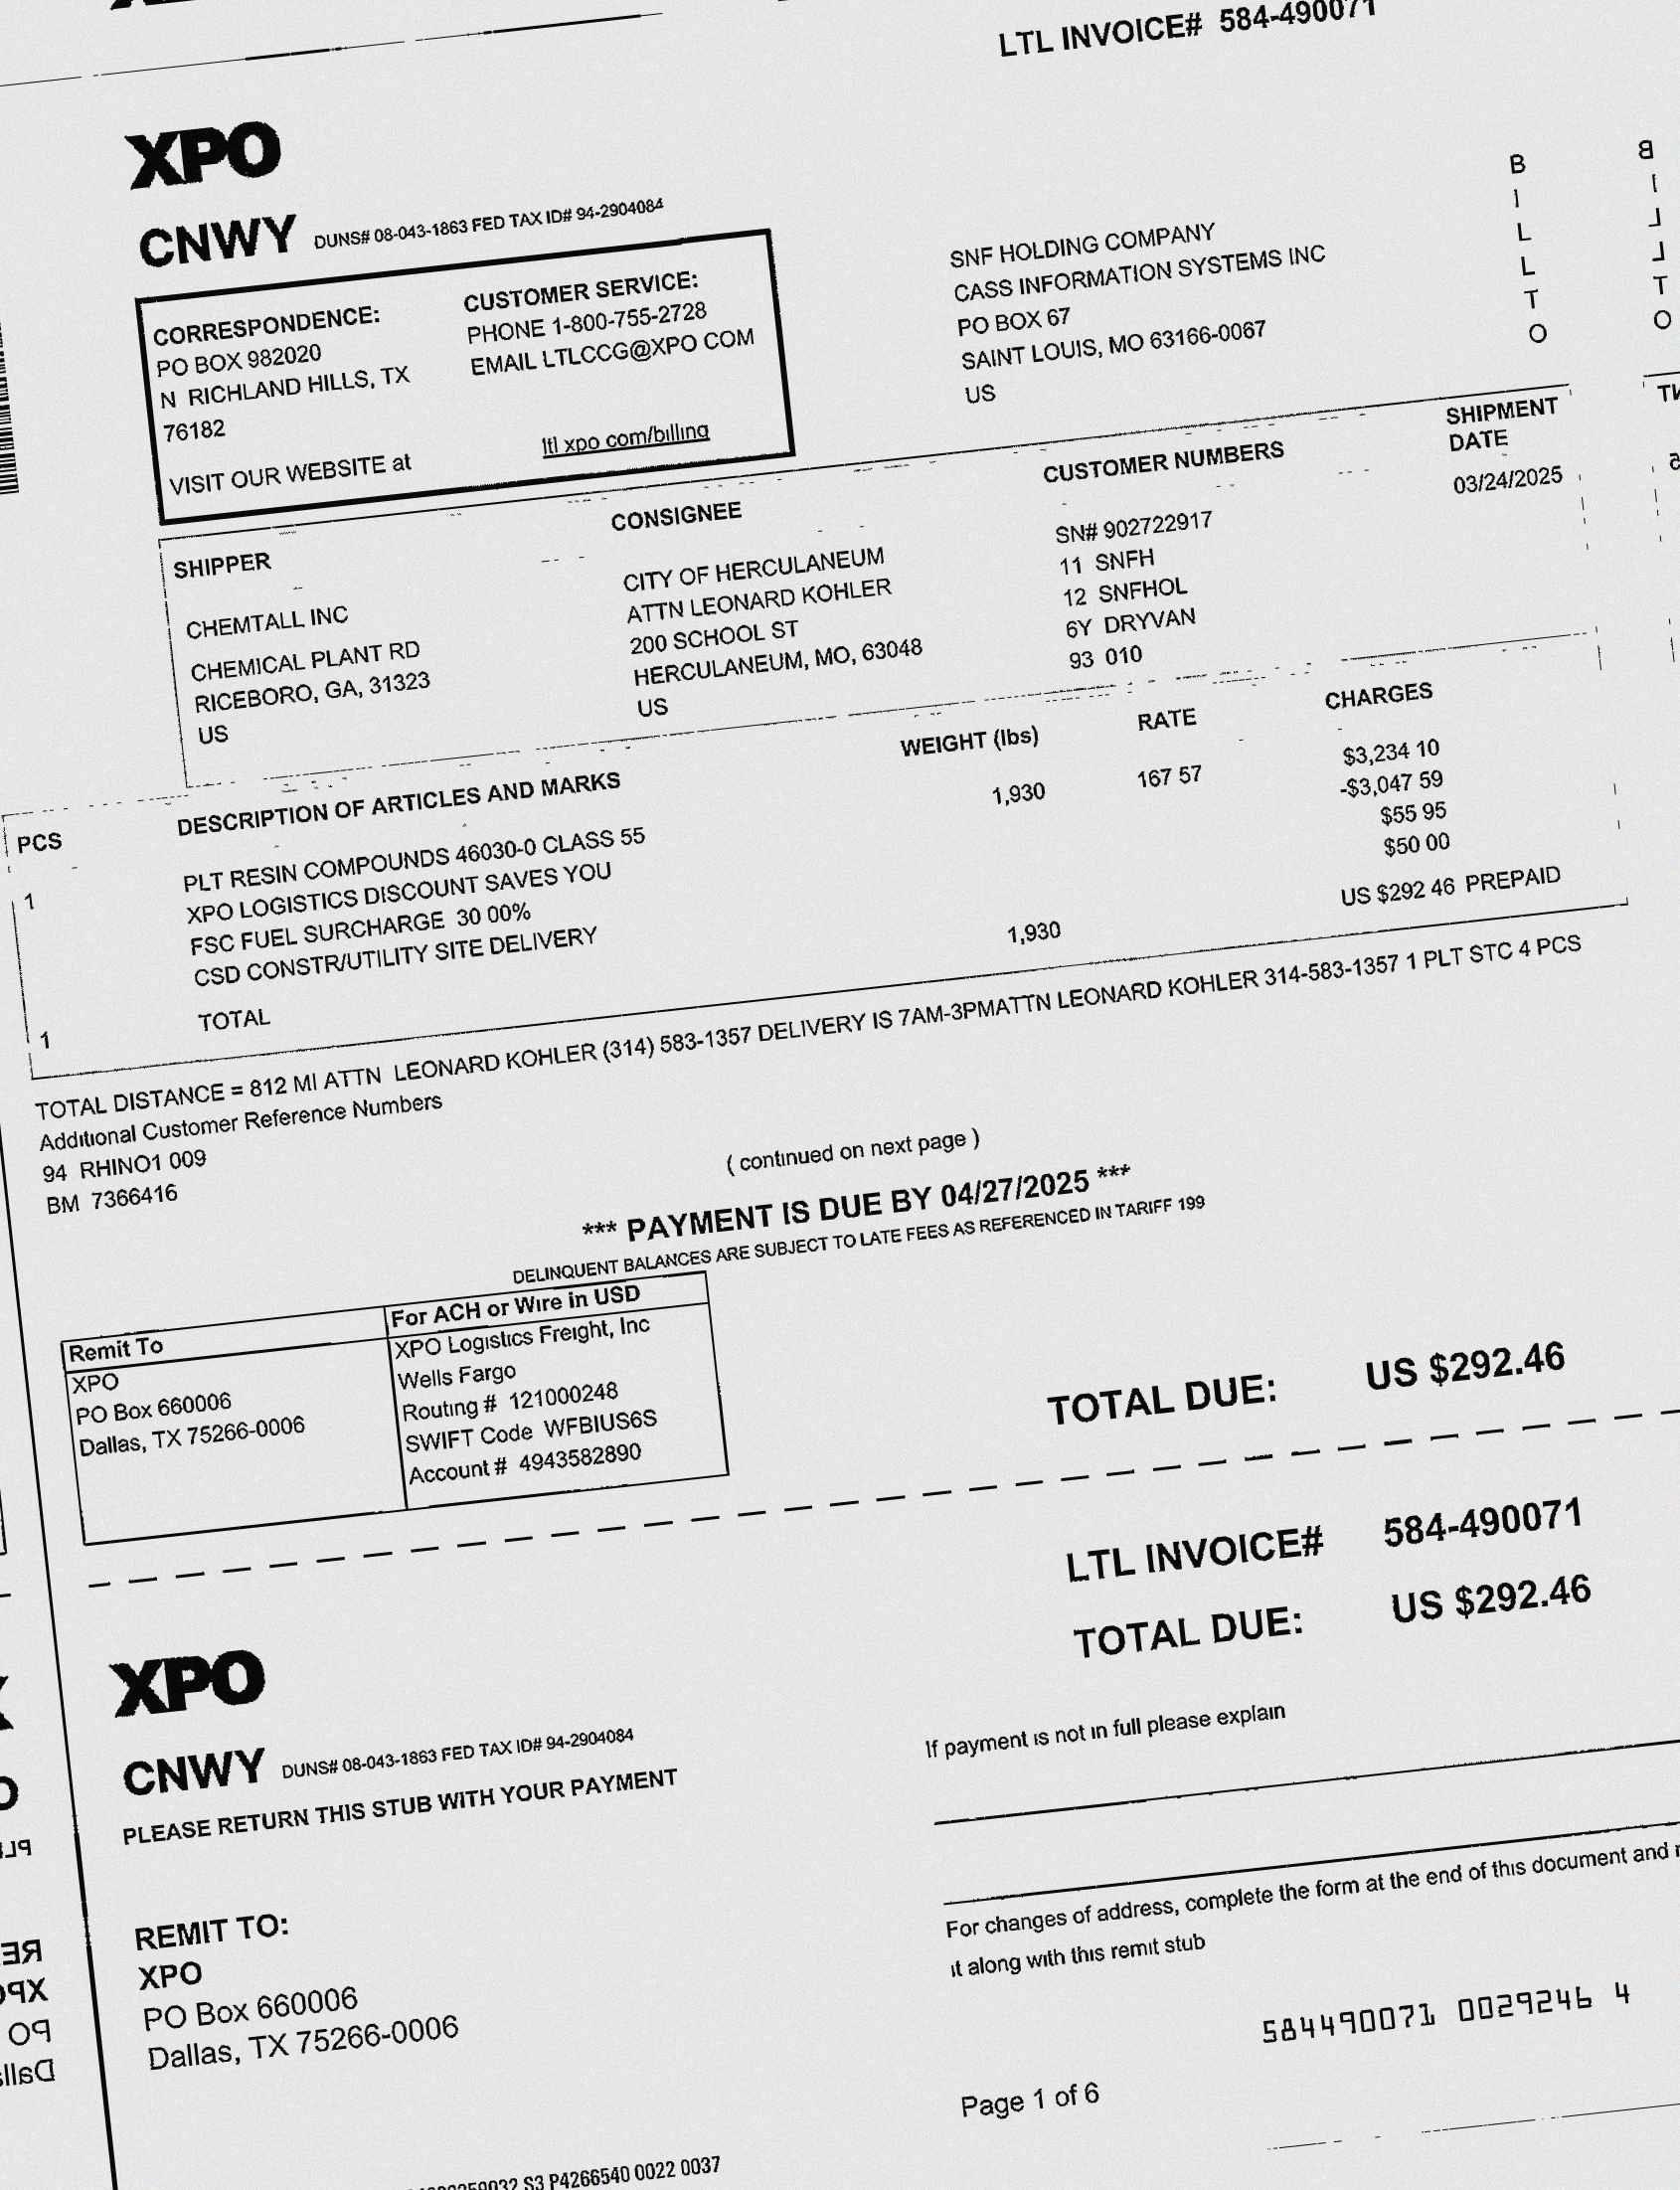 LTL INVOICE# 584-490071
XPO
CNWY DUNS# 08-043-1863 FED TAX ID# 94-2904084
CORRESPONDENCE:
PO BOX 982020
N RICHLAND HILLS, TX
76182
VISIT OUR WEBSITE at
CUSTOMER SERVICE:
PHONE 1-800-755-2728
EMAIL LTLCCG@XPO COM
ltl xpo com/billing
SNF HOLDING COMPANY
CASS INFORMATION SYSTEMS INC
PO BOX 67
SAINT LOUIS, MO 63166-0067
US
B
I
L
L
T
O
SHIPPER
CHEMTALL INC
CHEMICAL PLANT RD
RICEBORO, GA, 31323
US
CONSIGNEE
CITY OF HERCULANEUM
ATTN LEONARD KOHLER
200 SCHOOL ST
HERCULANEUM, MO, 63048
US
CUSTOMER NUMBERS
SN# 902722917
11 SNFH
12 SNFHOL
6Y DRYVAN
93 010
SHIPMENT
DATE
03/24/2025
PCS DESCRIPTION OF ARTICLES AND MARKS WEIGHT (lbs) RATE CHARGES
1 PLT RESIN COMPOUNDS 46030-0 CLASS 55 1,930 167 57 $3,234 10
XPO LOGISTICS DISCOUNT SAVES YOU -$3,047 59
FSC FUEL SURCHARGE 30 00% $55 95
CSD CONSTR/UTILITY SITE DELIVERY $50 00
1 TOTAL 1,930 US $292 46 PREPAID
TOTAL DISTANCE = 812 MI ATTN LEONARD KOHLER (314) 583-1357 DELIVERY IS 7AM-3PMATTN LEONARD KOHLER 314-583-1357 1 PLT STC 4 PCS
Additional Customer Reference Numbers
94 RHINO1 009
BM 7366416
( continued on next page )
*** PAYMENT IS DUE BY 04/27/2025 ***
DELINQUENT BALANCES ARE SUBJECT TO LATE FEES AS REFERENCED IN TARIFF 199
Remit To
XPO
PO Box 660006
Dallas, TX 75266-0006
For ACH or Wire in USD
XPO Logistics Freight, Inc
Wells Fargo
Routing # 121000248
SWIFT Code WFBIUS6S
Account # 4943582890
TOTAL DUE: US $292.46
LTL INVOICE# 584-490071
TOTAL DUE: US $292.46
XPO
CNWY DUNS# 08-043-1863 FED TAX ID# 94-2904084
PLEASE RETURN THIS STUB WITH YOUR PAYMENT
If payment is not in full please explain
REMIT TO:
XPO
PO Box 660006
Dallas, TX 75266-0006
For changes of address, complete the form at the end of this document and
it along with this remit stub
584490071 0029246 4
Page 1 of 6
S3 P4266540 0022 0037